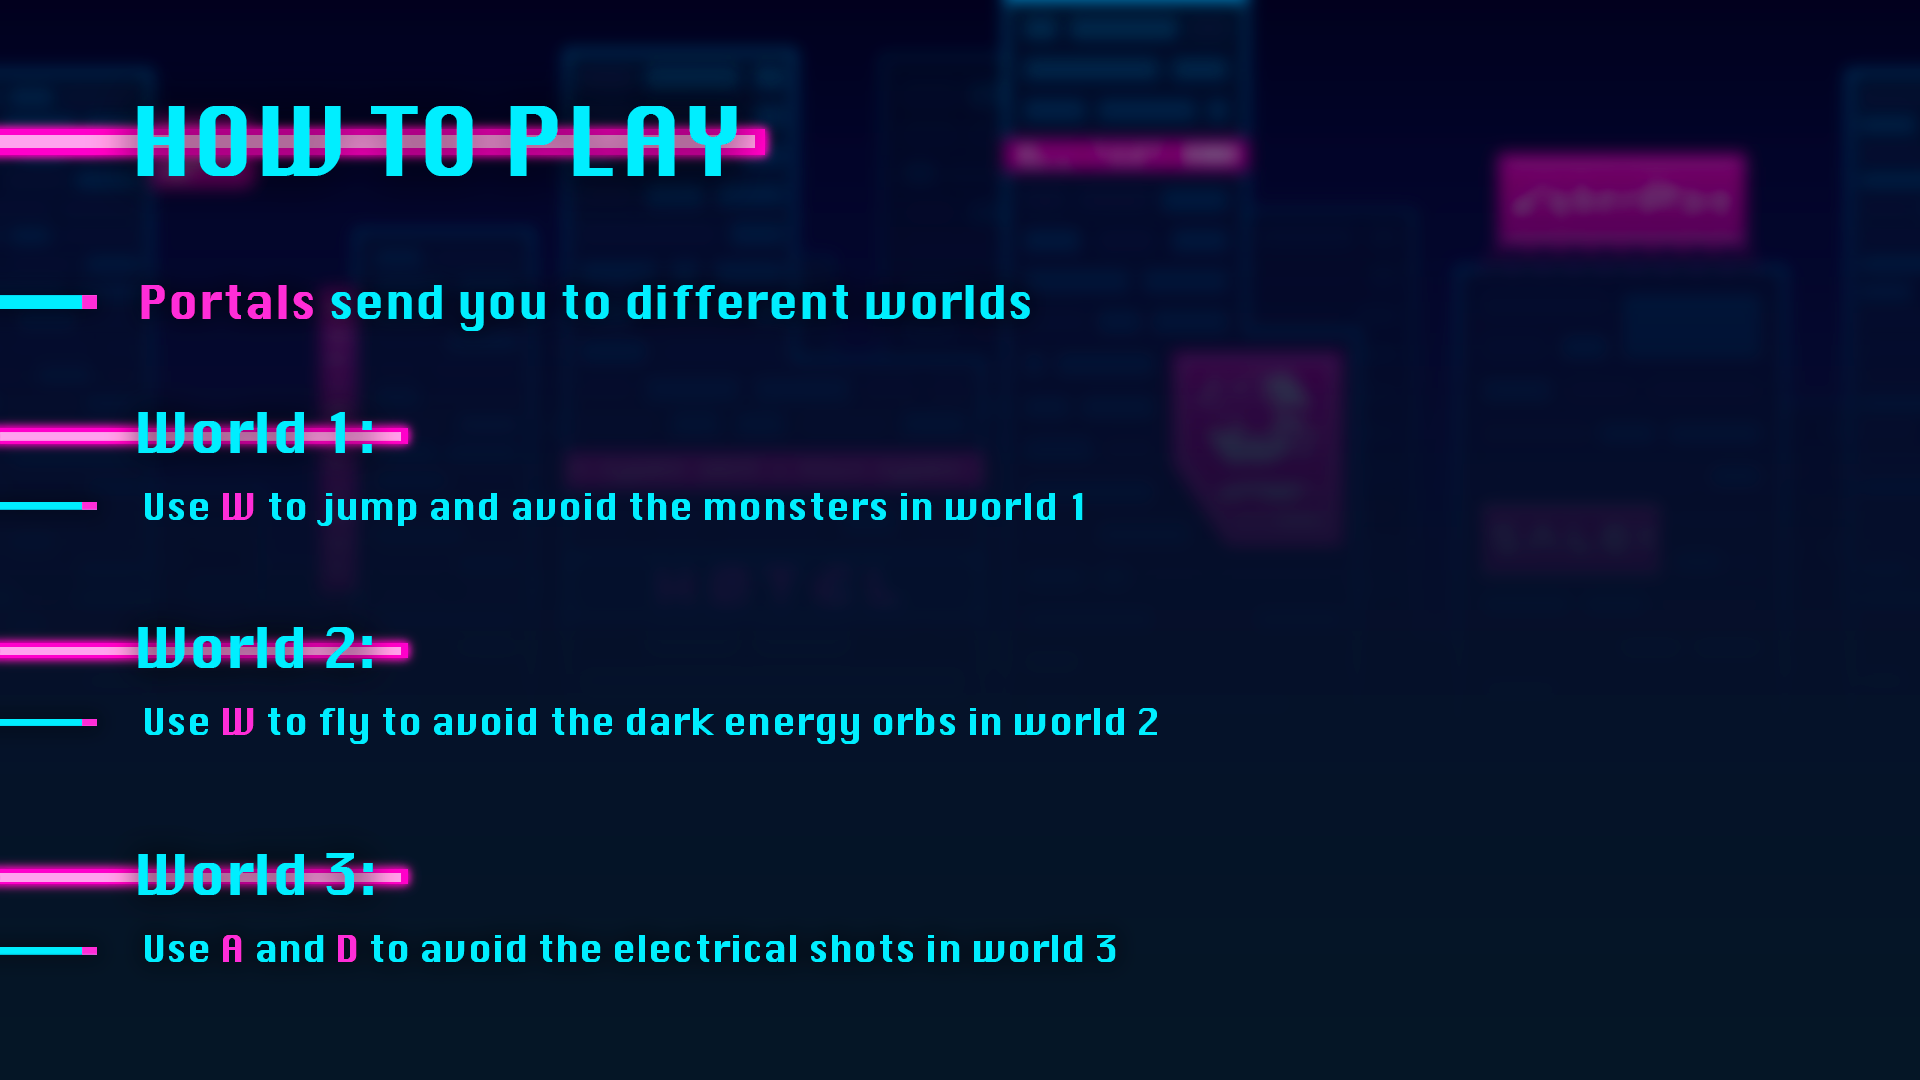 HOW TO PLAY
Portals send you to different worlds
World 1:
Use W to jump and avoid the monsters in world 1
World 2:
Use W to fly to avoid the dark energy orbs in world 2
World 3:
Use A and D to avoid the electrical shots in world 3